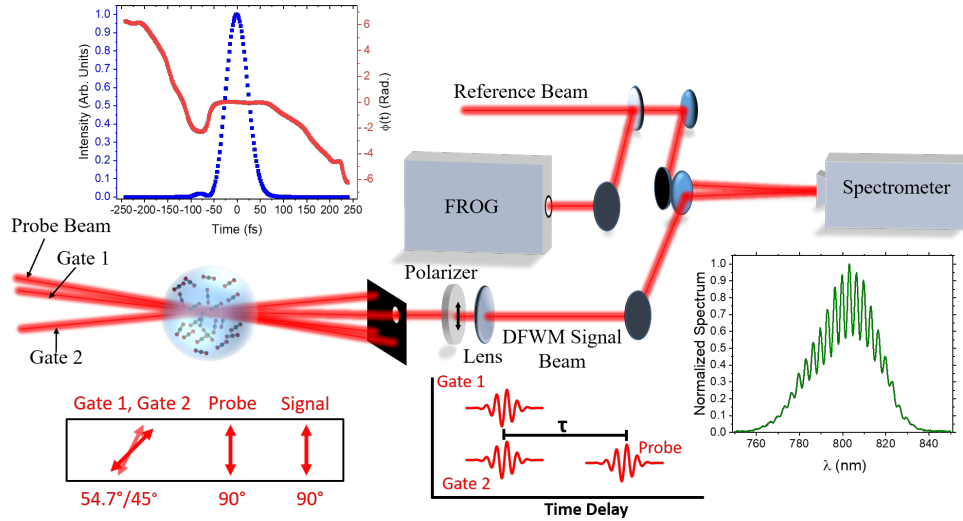 Intensity (Arb. Units)
1.0
0.9
0.8
0.7
0.6
0.5
0.4
0.3
0.2
0.1
0.0
6
4
2
0
-2
-4
-6
ϕ(t) (Rad.)
-250 -200 -150 -100 -50 0 50 100 150 200 250
Time (fs)
Reference Beam
FROG
Spectrometer
Probe Beam
Gate 1
Gate 2
Polarizer
Lens
DFWM Signal
Beam
Normalized Spectrum
1.0
0.9
0.8
0.7
0.6
0.5
0.4
0.3
0.2
0.1
0.0
760 780 800 820 840
λ (nm)
Gate 1, Gate 2 Probe Signal
54.7°/45° 90° 90°
Gate 1
τ
Probe
Gate 2
Time Delay